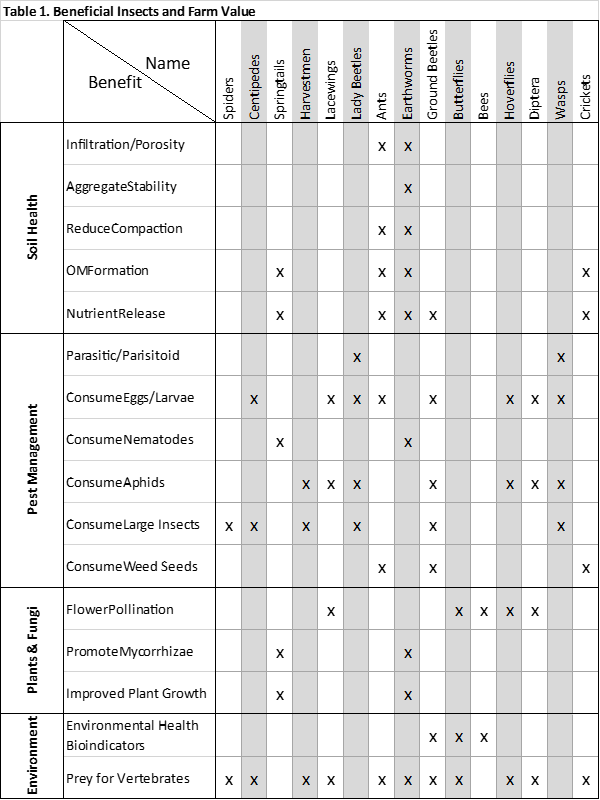 Table 1. Beneficial Insects and Farm Value
Name
Benefit
Spiders
Centipedes
Springtails
Harvestmen
Lacewings
Lady Beetles
Ants
Earthworms
Ground Beetles
Butterflies
Bees
Hoverflies
Diptera
Wasps
Crickets
Soil Health
Infiltration/Porosity x x
AggregateStability x
ReduceCompaction x x
OMFormation x x x x
NutrientRelease x x x x x
Pest Management
Parasitic/Parisitoid x x
ConsumeEggs/Larvae x x x x x x x x
ConsumeNematodes x x
ConsumeAphids x x x x x x x
ConsumeLarge Insects x x x x x x
ConsumeWeed Seeds x x x
Plants & Fungi
FlowerPollination x x x x x
PromoteMycorrhizae x x
Improved Plant Growth x x
Environment
Environmental Health
Bioindicators x x x
Prey for Vertebrates x x x x x x x x x x x